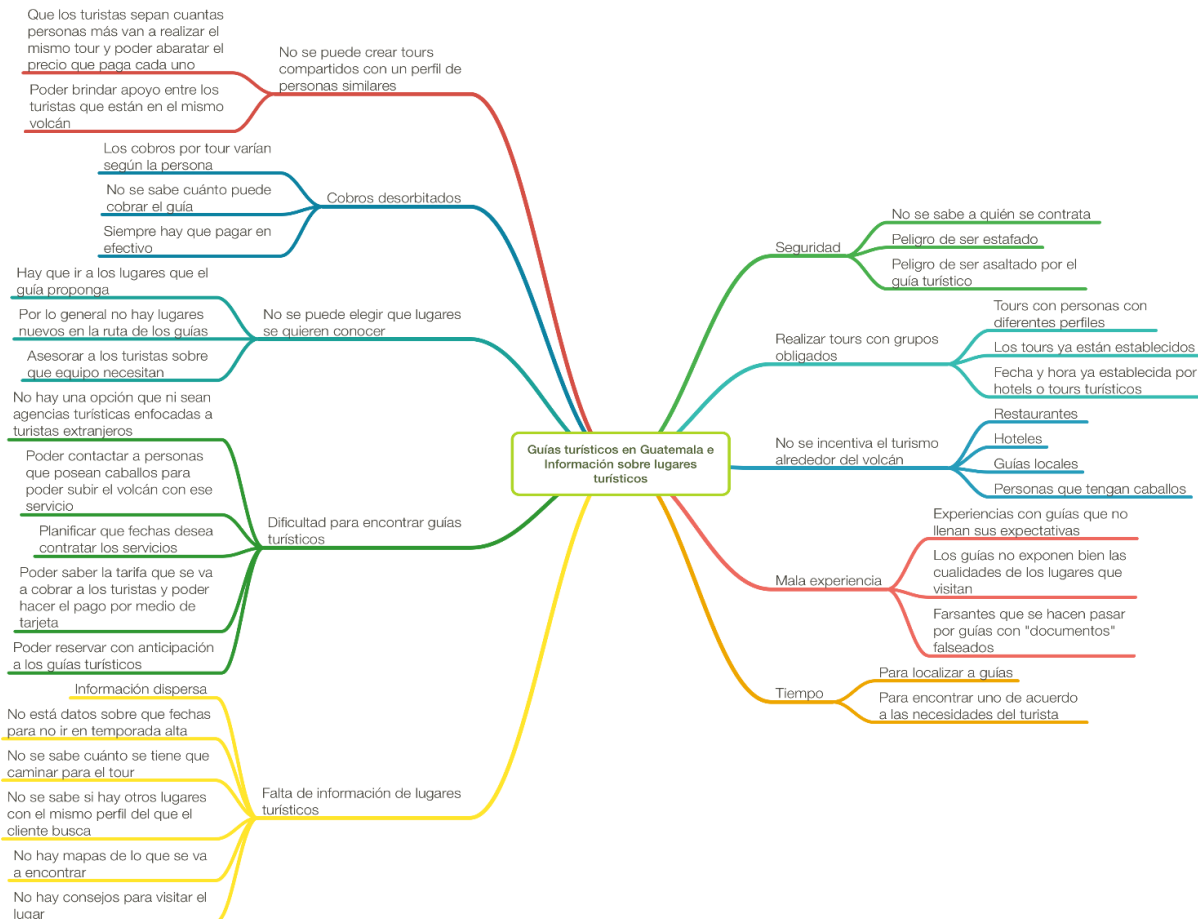 Que los turistas sepan cuantas
personas más van a realizar el
mismo tour y poder abaratar el
precio que paga cada uno
Poder brindar apoyo entre los
turistas que están en el mismo
volcán
No se puede crear tours
compartidos con un perfil de
personas similares
Los cobros por tour varían
según la persona
No se sabe cuánto puede
cobrar el guía
Siempre hay que pagar en
efectivo
Cobros desorbitados
Hay que ir a los lugares que el
guía proponga
Por lo general no hay lugares
nuevos en la ruta de los guías
Asesorar a los turistas sobre
que equipo necesitan
No se puede elegir que lugares
se quieren conocer
No hay una opción que ni sean
agencias turísticas enfocadas a
turistas extranjeros
Poder contactar a personas
que posean caballos para
poder subir el volcán con ese
servicio
Planificar que fechas desea
contratar los servicios
Poder saber la tarifa que se va
a cobrar a los turistas y poder
hacer el pago por medio de
tarjeta
Poder reservar con anticipación
a los guías turísticos
Dificultad para encontrar guías
turísticos
Información dispersa
No está datos sobre que fechas
para no ir en temporada alta
No se sabe cuánto se tiene que
caminar para el tour
No se sabe si hay otros lugares
con el mismo perfil del que el
cliente busca
No hay mapas de lo que se va
a encontrar
No hay consejos para visitar el
lugar
Falta de información de lugares
turísticos
Guías turísticos en Guatemala e
Información sobre lugares
turísticos
Seguridad
No se sabe a quién se contrata
Peligro de ser estafado
Peligro de ser asaltado por el
guía turístico
Realizar tours con grupos
obligados
Tours con personas con
diferentes perfiles
Los tours ya están establecidos
Fecha y hora ya establecida por
hotels o tours turísticos
No se incentiva el turismo
alrededor del volcán
Restaurantes
Hoteles
Guías locales
Personas que tengan caballos
Mala experiencia
Experiencias con guías que no
llenan sus expectativas
Los guías no exponen bien las
cualidades de los lugares que
visitan
Farsantes que se hacen pasar
por guías con "documentos"
falseados
Tiempo
Para localizar a guías
Para encontrar uno de acuerdo
a las necesidades del turista